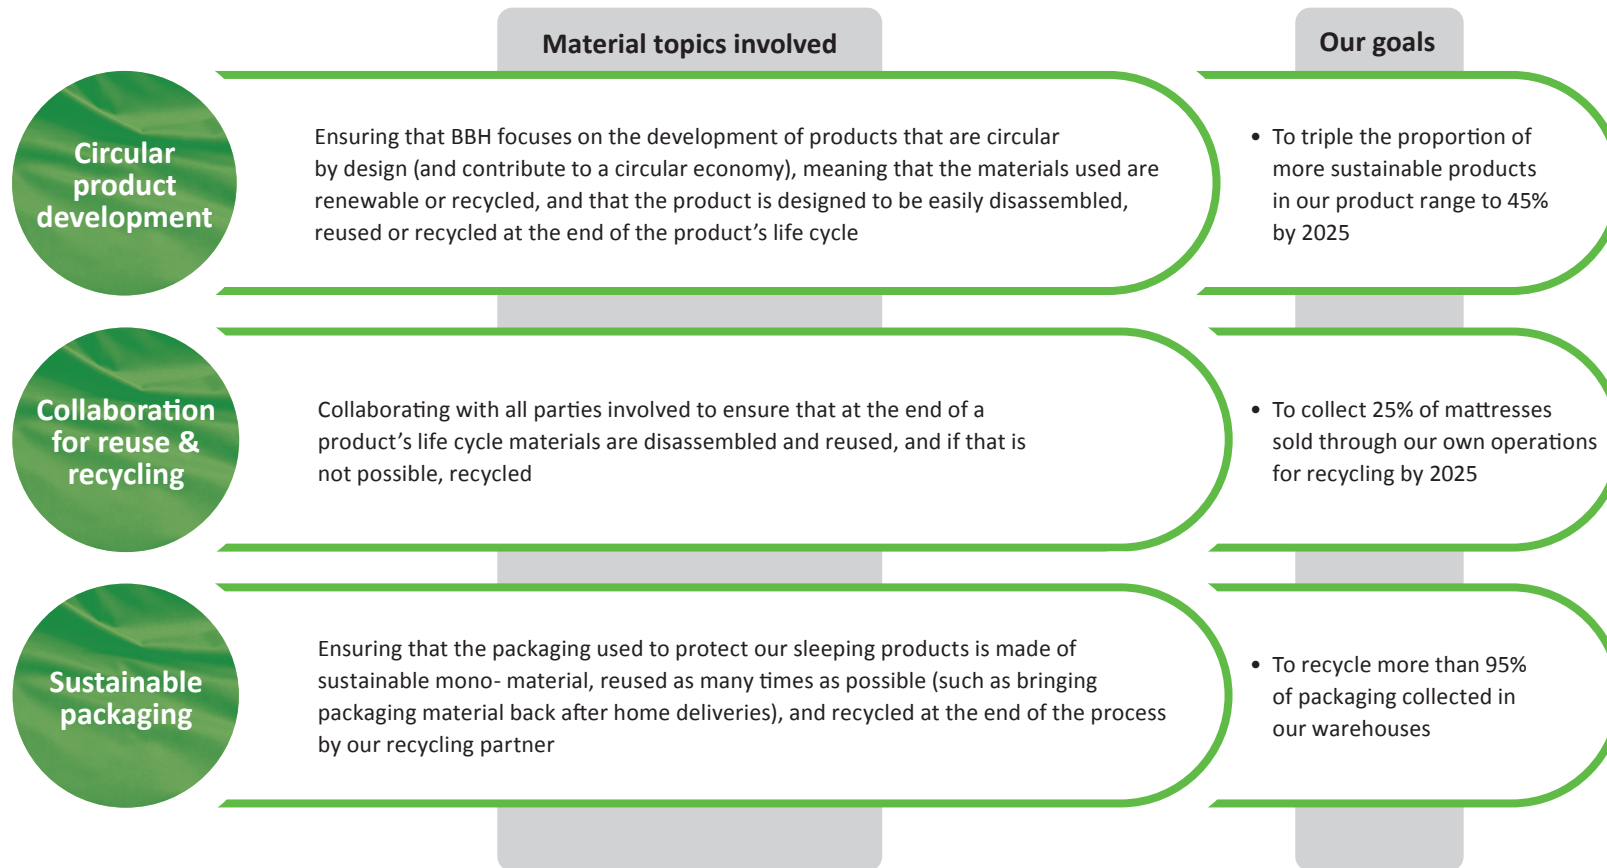 Material topics involved
Our goals
Circular
product
development
Ensuring that BBH focuses on the development of products that are circular
by design (and contribute to a circular economy), meaning that the materials used are
renewable or recycled, and that the product is designed to be easily disassembled,
reused or recycled at the end of the product’s life cycle
• To triple the proportion of
more sustainable products
in our product range to 45%
by 2025
Collaboration
for reuse &
recycling
Collaborating with all parties involved to ensure that at the end of a
product’s life cycle materials are disassembled and reused, and if that is
not possible, recycled
• To collect 25% of mattresses
sold through our own operations
for recycling by 2025
Sustainable
packaging
Ensuring that the packaging used to protect our sleeping products is made of
sustainable mono- material, reused as many times as possible (such as bringing
packaging material back after home deliveries), and recycled at the end of the process
by our recycling partner
• To recycle more than 95%
of packaging collected in
our warehouses